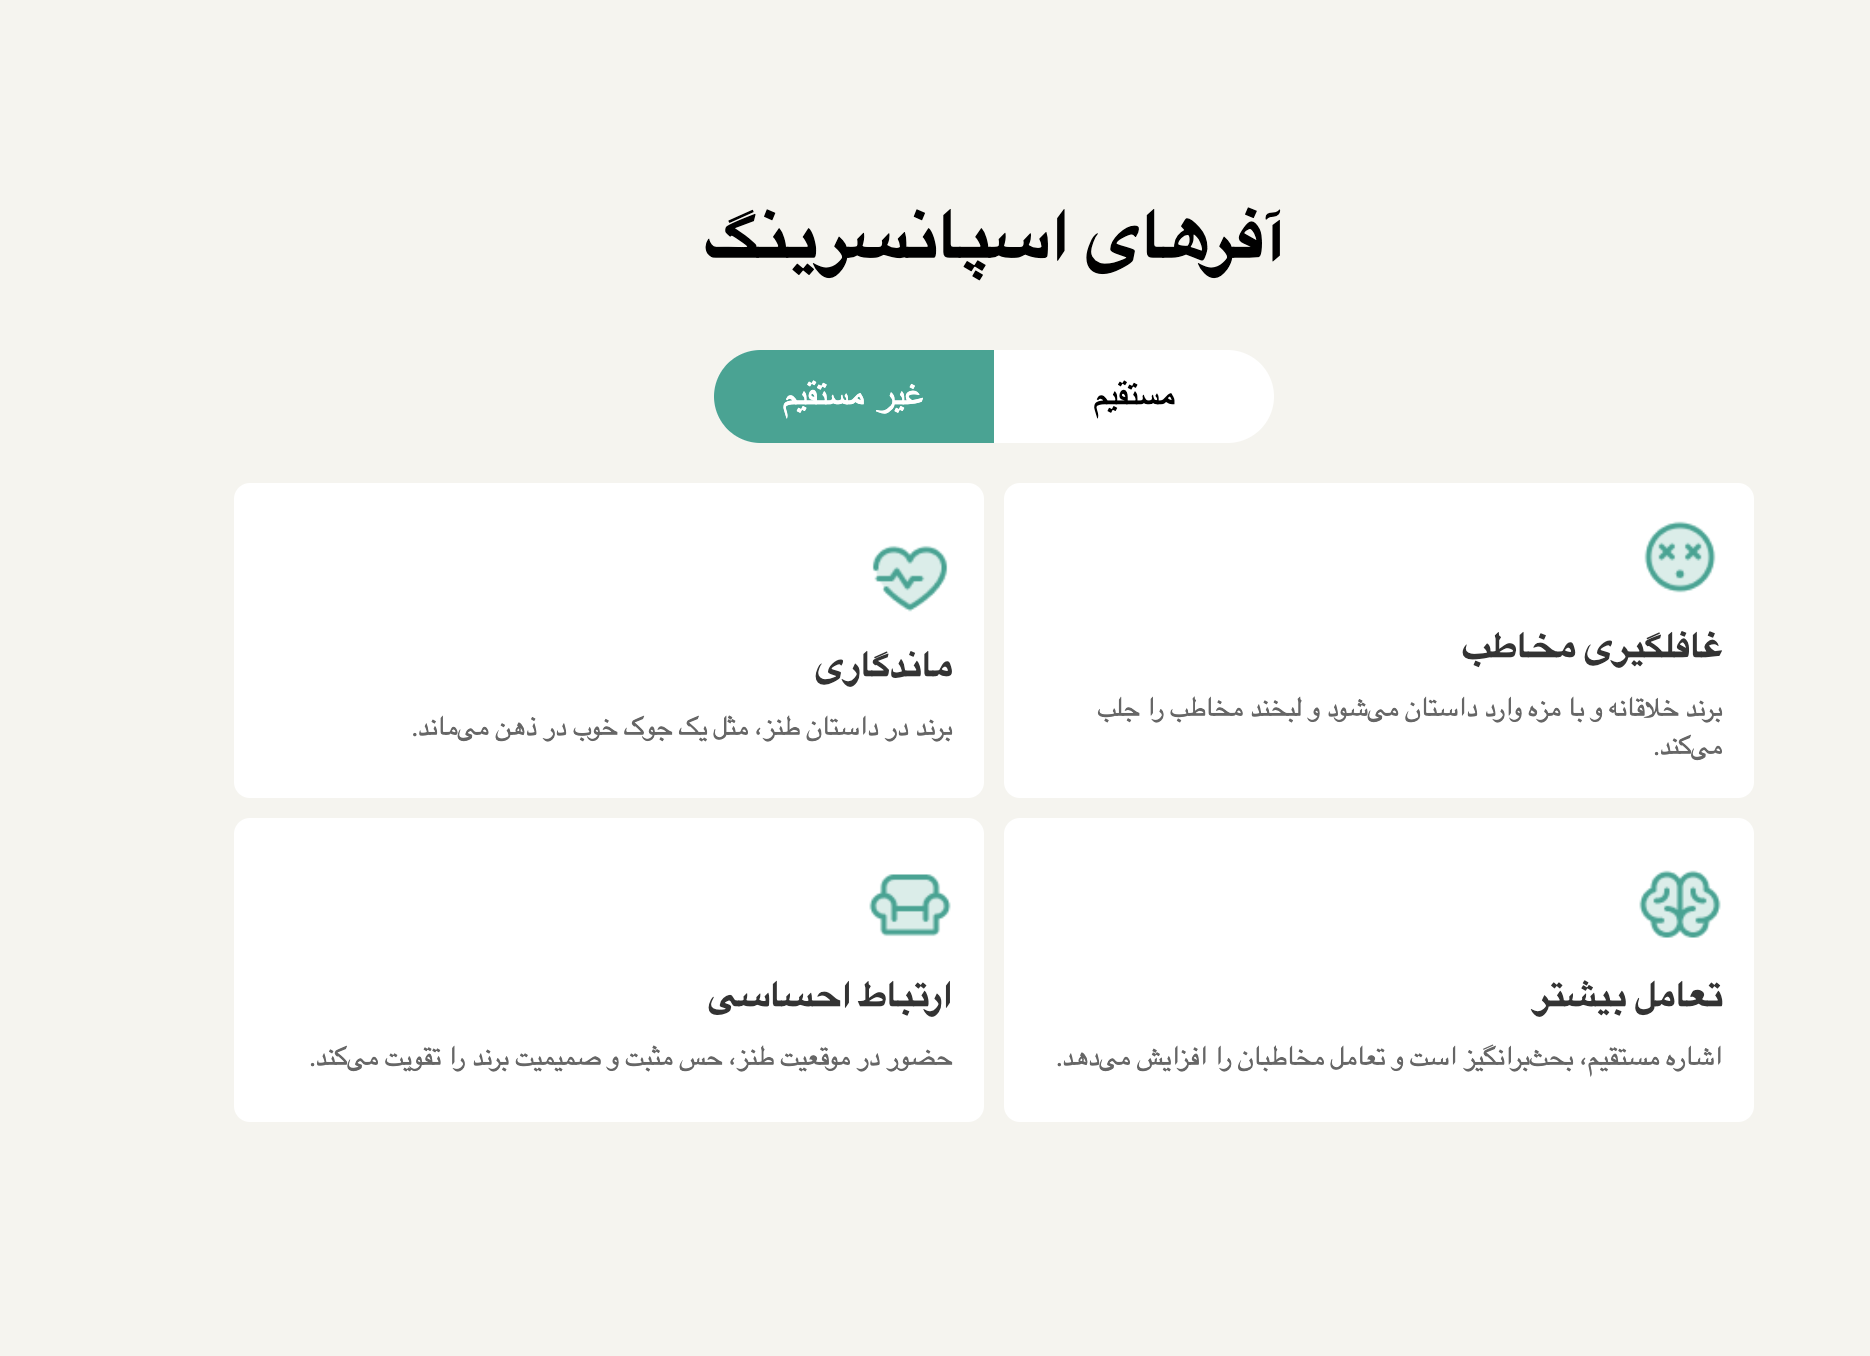 آفرهای اسپانسرینگ
مستقیم
غیر مستقیم
غافلگیری مخاطب
برند خلاقانه و با مزه وارد داستان می‌شود و لبخند مخاطب را جلب
می‌کند.
ماندگاری
برند در داستان طنز، مثل یک جوک خوب در ذهن می‌ماند.
تعامل بیشتر
اشاره مستقیم، بحث‌برانگیز است و تعامل مخاطبان را افزایش می‌دهد.
ارتباط احساسی
حضور در موقعیت طنز، حس مثبت و صمیمیت برند را تقویت می‌کند.